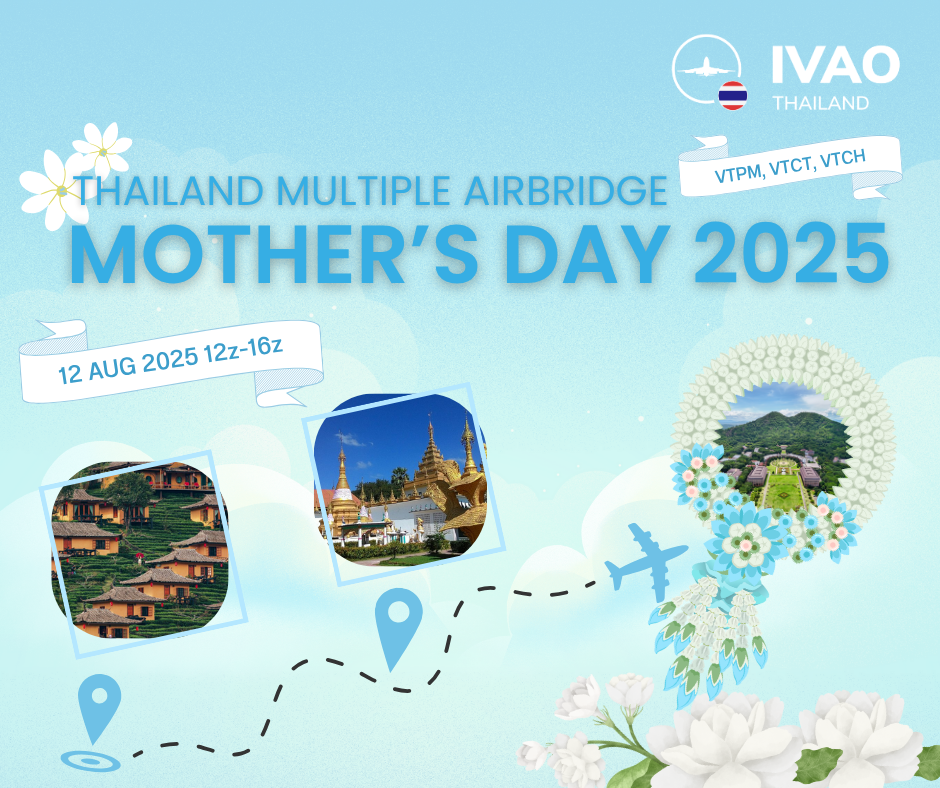 IVAO
THAILAND
VTPM, VTCT, VTCH
THAILAND MULTIPLE AIRBRIDGE
MOTHER'S DAY 2025
12 AUG 2025 12z-16z